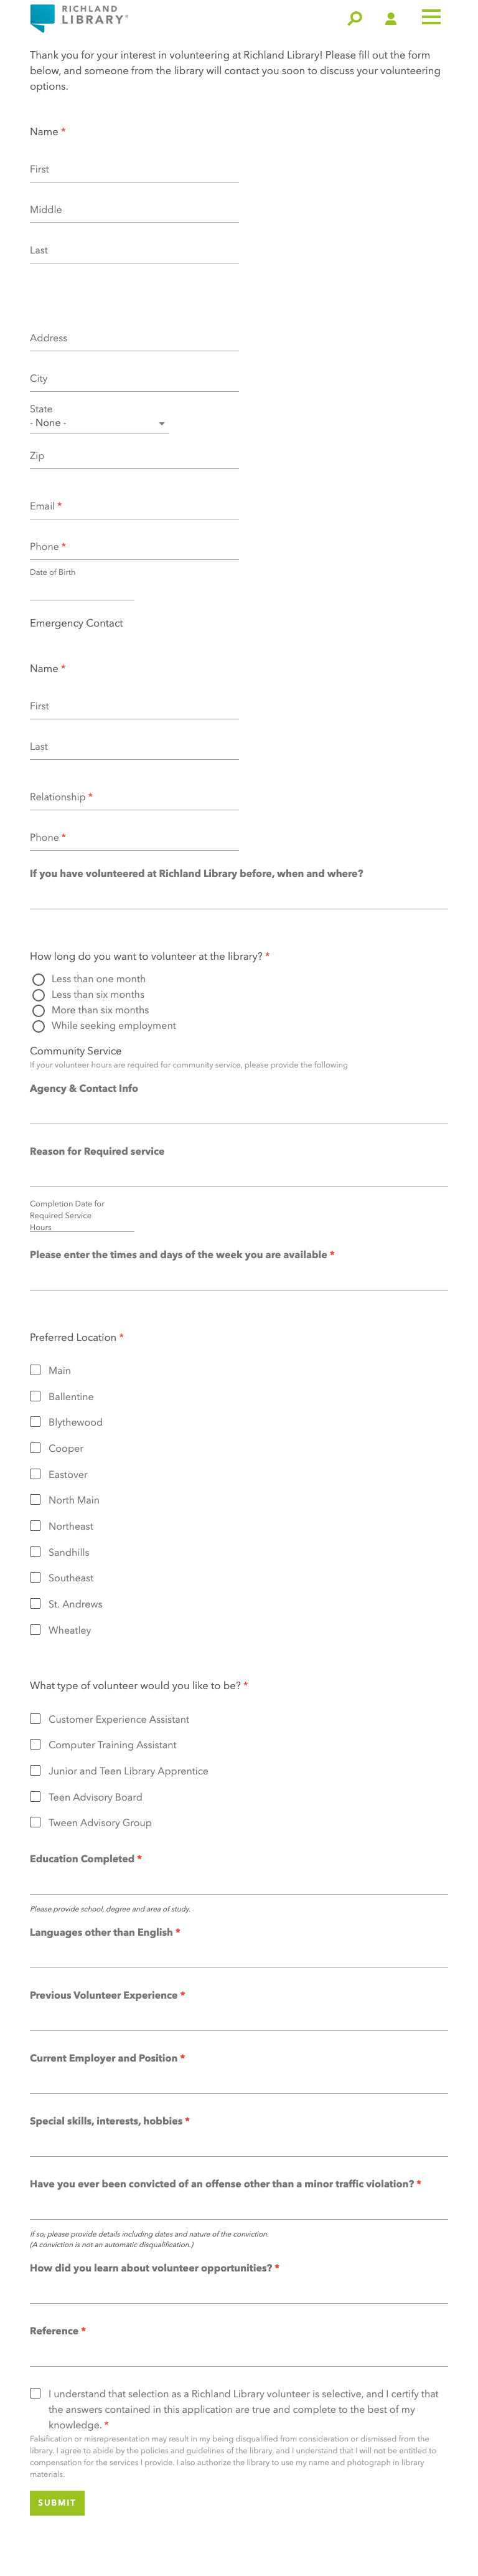 RICHLAND
LIBRARY®
Thank you for your interest in volunteering at Richland Library! Please fill out the form
below, and someone from the library will contact you soon to discuss your volunteering
options.
Name *
First
Middle
Last
Address
City
State
- None -
Zip
Email *
Phone *
Date of Birth
Emergency Contact
Name *
First
Last
Relationship *
Phone *
If you have volunteered at Richland Library before, when and where?
How long do you want to volunteer at the library? *
Less than one month
Less than six months
More than six months
While seeking employment
Community Service
If your volunteer hours are required for community service, please provide the following
Agency & Contact Info
Reason for Required service
Completion Date for
Required Service
Hours
Please enter the times and days of the week you are available *
Preferred Location *
Main
Ballentine
Blythewood
Cooper
Eastover
North Main
Northeast
Sandhills
Southeast
St. Andrews
Wheatley
What type of volunteer would you like to be? *
Customer Experience Assistant
Computer Training Assistant
Junior and Teen Library Apprentice
Teen Advisory Board
Tween Advisory Group
Education Completed *
Please provide school, degree and area of study.
Languages other than English *
Previous Volunteer Experience *
Current Employer and Position *
Special skills, interests, hobbies *
Have you ever been convicted of an offense other than a minor traffic violation? *
If so, please provide details including dates and nature of the conviction.
(A conviction is not an automatic disqualification.)
How did you learn about volunteer opportunities? *
Reference *
I understand that selection as a Richland Library volunteer is selective, and I certify that
the answers contained in this application are true and complete to the best of my
knowledge. *
Falsification or misrepresentation may result in my being disqualified from consideration or dismissed from the
library. I agree to abide by the policies and guidelines of the library, and I understand that I will not be entitled to
compensation for the services I provide. I also authorize the library to use my name and photograph in library
materials.
SUBMIT